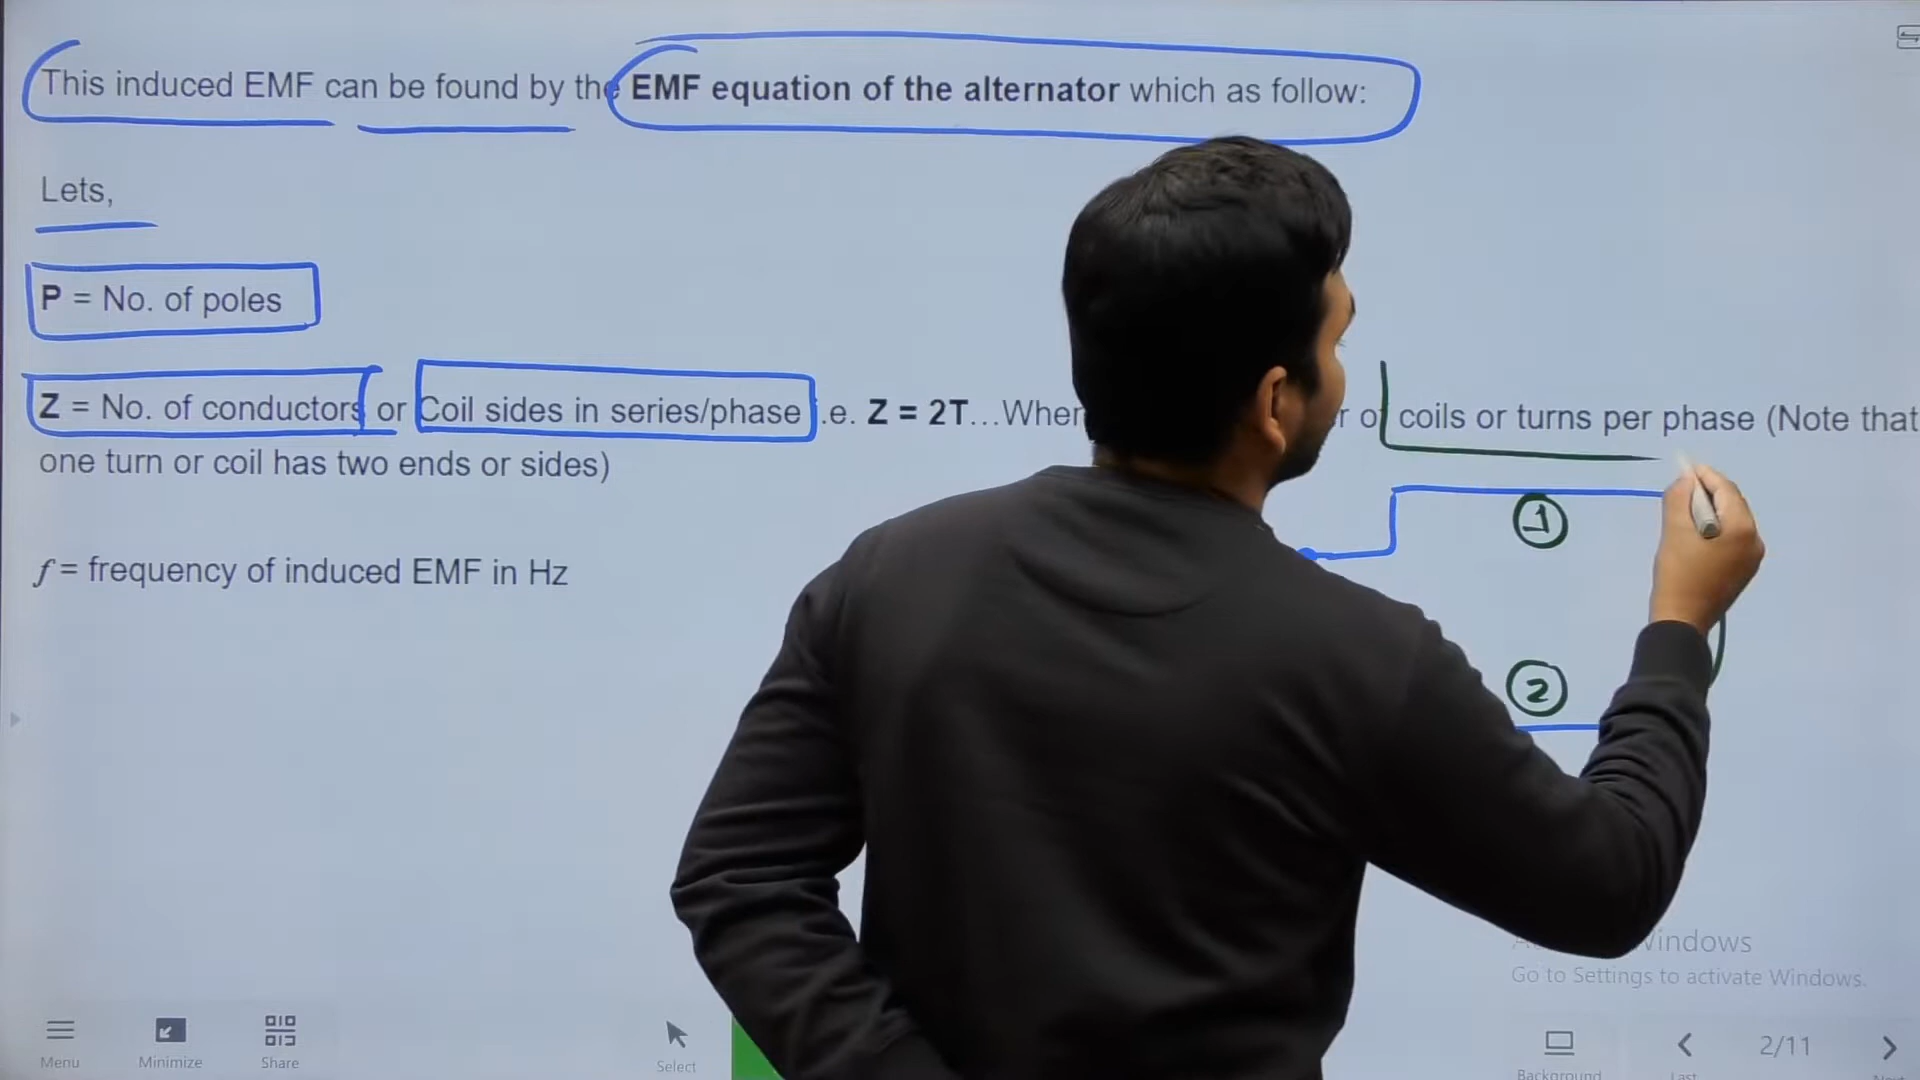 This induced EMF can be found by the EMF equation of the alternator which as follow:
Lets,
P = No. of poles
Z = No. of conductors or Coil sides in series/phase i.e. Z = 2T...Wher of coils or turns per phase (Note that
one turn or coil has two ends or sides)
1
f = frequency of induced EMF in Hz
2
Windows
Go to Settings to activate Windows.
Menu
Minimize
Share
Select
Background
Last
2/11